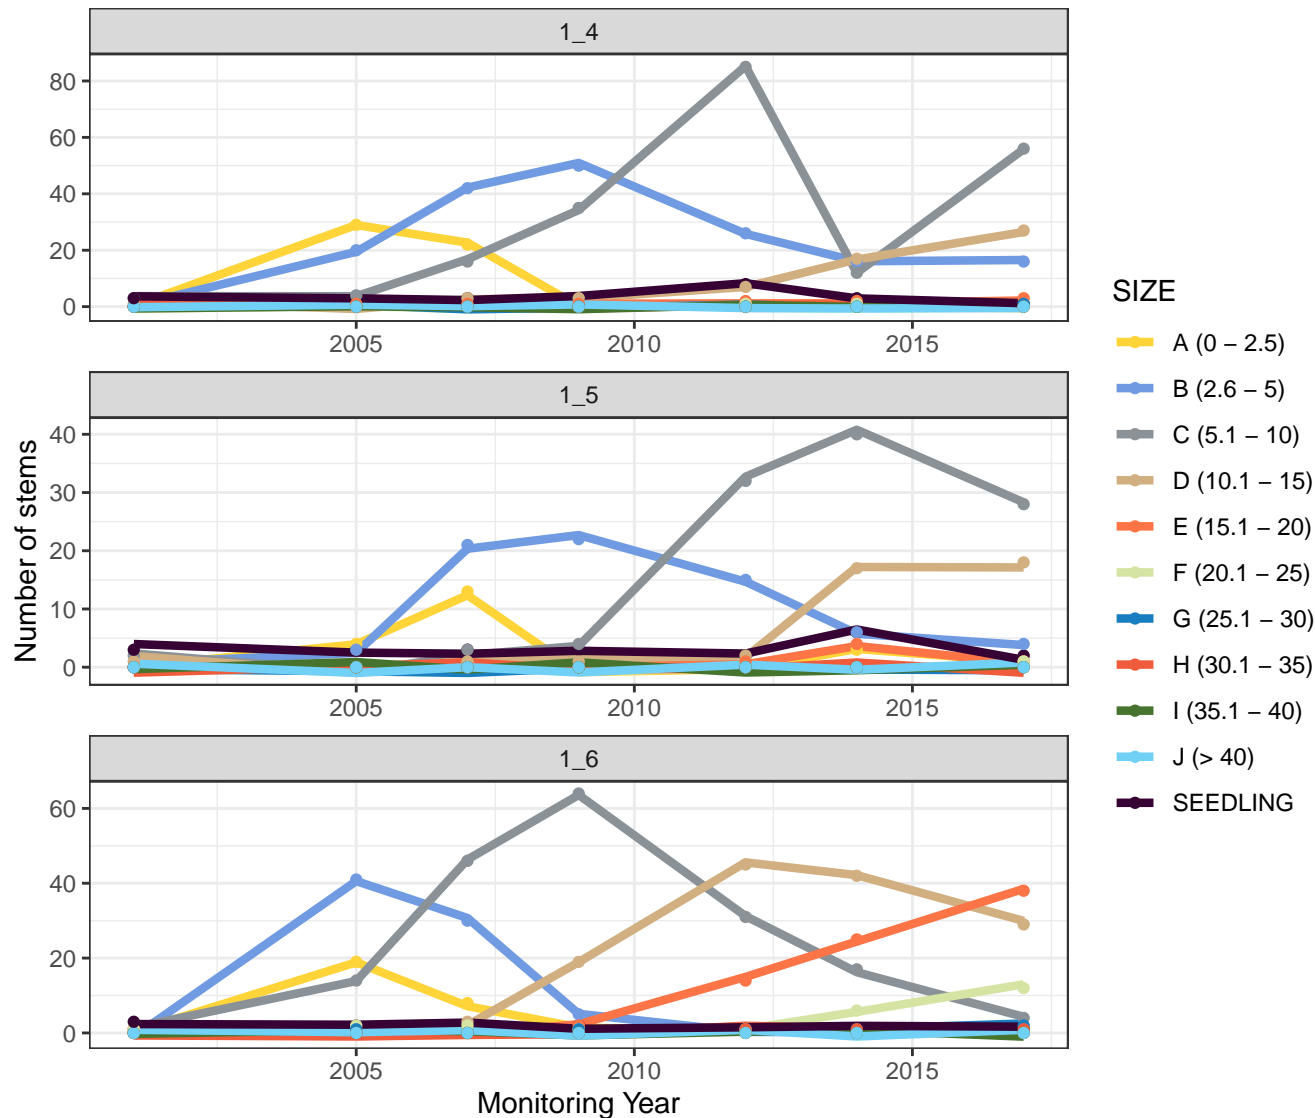 1_4
80
60
40
20
0
2005 2010 2015
1_5
40
30
20
10
0
2005 2010 2015
1_6
60
40
20
0
2005 2010 2015
Number of stems
Monitoring Year
SIZE
A (0 − 2.5)
B (2.6 − 5)
C (5.1 − 10)
D (10.1 − 15)
E (15.1 − 20)
F (20.1 − 25)
G (25.1 − 30)
H (30.1 − 35)
I (35.1 − 40)
J (> 40)
SEEDLING